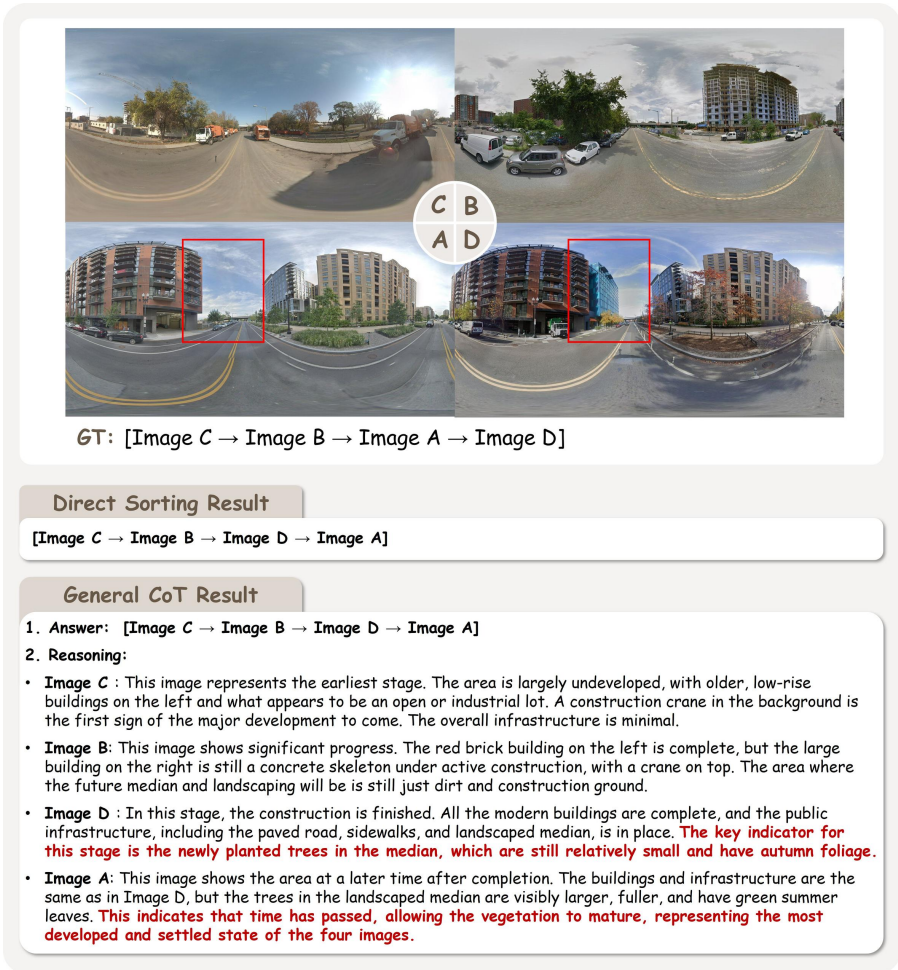 C B
A D
GT: [Image C → Image B → Image A → Image D]
Direct Sorting Result
[Image C → Image B → Image D → Image A]
General CoT Result
1. Answer: [Image C → Image B → Image D → Image A]
2. Reasoning:
• Image C : This image represents the earliest stage. The area is largely undeveloped, with older, low-rise
buildings on the left and what appears to be an open or industrial lot. A construction crane in the background is
the first sign of the major development to come. The overall infrastructure is minimal.
• Image B: This image shows significant progress. The red brick building on the left is complete, but the large
building on the right is still a concrete skeleton under active construction, with a crane on top. The area where
the future median and landscaping will be is still just dirt and construction ground.
• Image D : In this stage, the construction is finished. All the modern buildings are complete, and the public
infrastructure, including the paved road, sidewalks, and landscaped median, is in place. The key indicator for
this stage is the newly planted trees in the median, which are still relatively small and have autumn foliage.
• Image A: This image shows the area at a later time after completion. The buildings and infrastructure are the
same as in Image D, but the trees in the landscaped median are visibly larger, fuller, and have green summer
leaves. This indicates that time has passed, allowing the vegetation to mature, representing the most
developed and settled state of the four images.